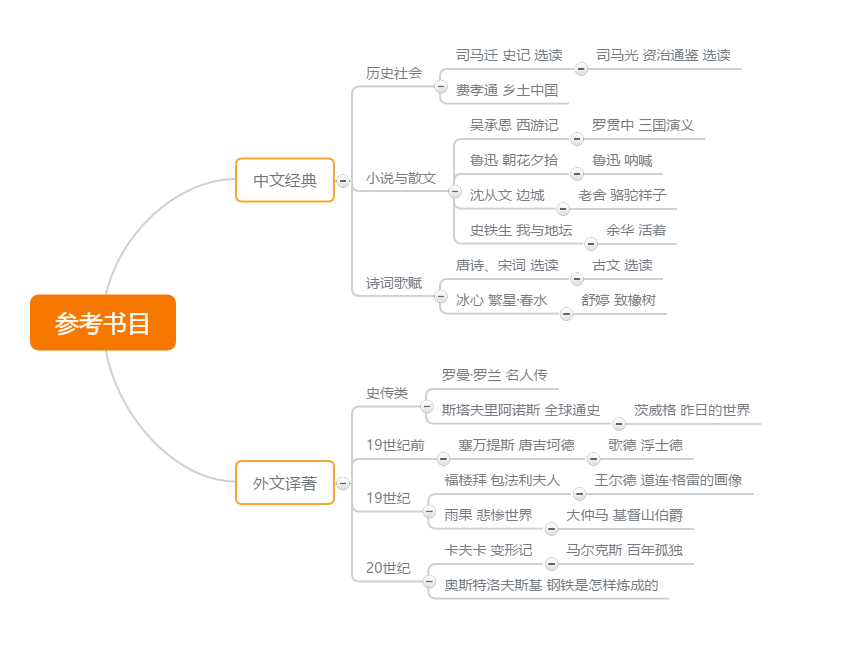 参考书目
中文经典
历史社会
司马迁 史记 选读
司马光 资治通鉴 选读
费孝通 乡土中国
小说与散文
吴承恩 西游记
罗贯中 三国演义
鲁迅 朝花夕拾
鲁迅 呐喊
沈从文 边城
老舍 骆驼祥子
史铁生 我与地坛
余华 活着
诗词歌赋
唐诗、宋词 选读
古文 选读
冰心 繁星·春水
舒婷 致橡树
外文译著
史传类
罗曼·罗兰 名人传
斯塔夫里阿诺斯 全球通史
茨威格 昨日的世界
19世纪前
塞万提斯 唐吉坷德
歌德 浮士德
19世纪
福楼拜 包法利夫人
王尔德 道连·格雷的画像
雨果 悲惨世界
大仲马 基督山伯爵
20世纪
卡夫卡 变形记
马尔克斯 百年孤独
奥斯特洛夫斯基 钢铁是怎样炼成的